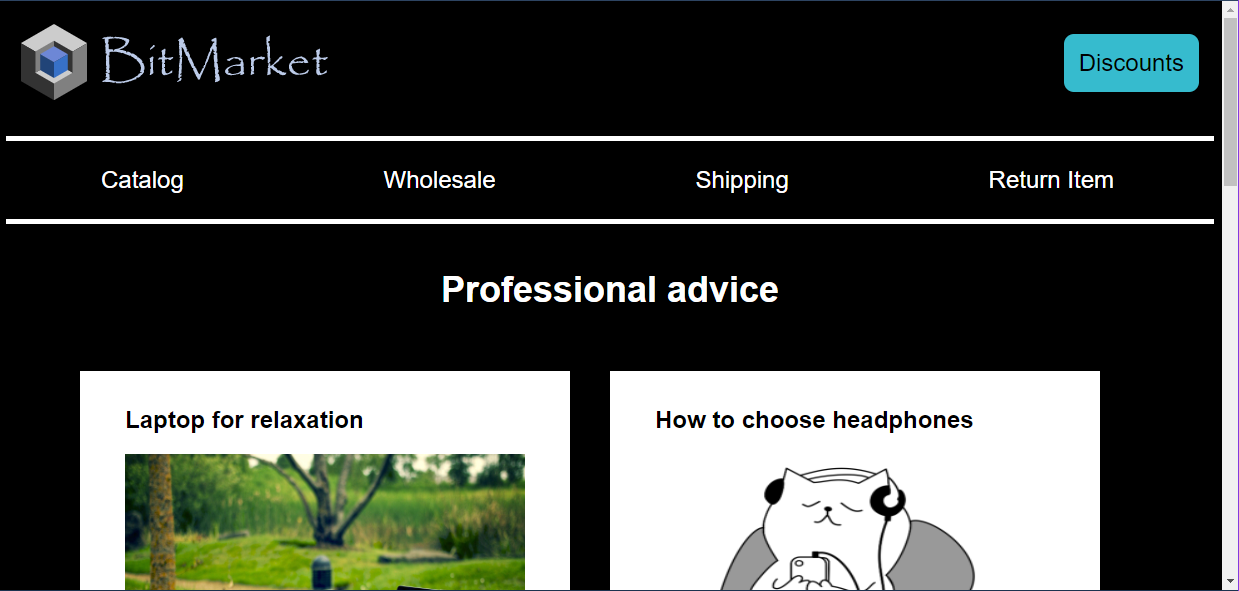 BitMarket
Discounts
Catalog
Wholesale
Shipping
Return Item
Professional advice
Laptop for relaxation
How to choose headphones